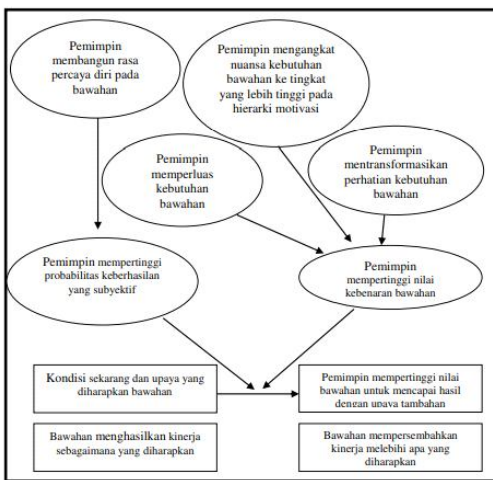 Pemimpin
membangun rasa
percaya diri pada
bawahan
Pemimpin mengangkat
nuansa kebutuhan
bawahan ke tingkat
yang lebih tinggi pada
hierarki motivasi
Pemimpin
memperluas
kebutuhan
bawahan
Pemimpin
mentransformasikan
perhatian kebutuhan
bawahan
Pemimpin mempertinggi
probabilitas keberhasilan
yang subyektif
Pemimpin
mempertinggi nilai
kebenaran bawahan
Kondisi sekarang dan upaya yang
diharapkan bawahan
Pemimpin mempertinggi nilai
bawahan untuk mencapai hasil
dengan upaya tambahan
Bawahan menghasilkan kinerja
sebagaimana yang diharapkan
Bawahan mempersembahkan
kinerja melebihi apa yang
diharapkan